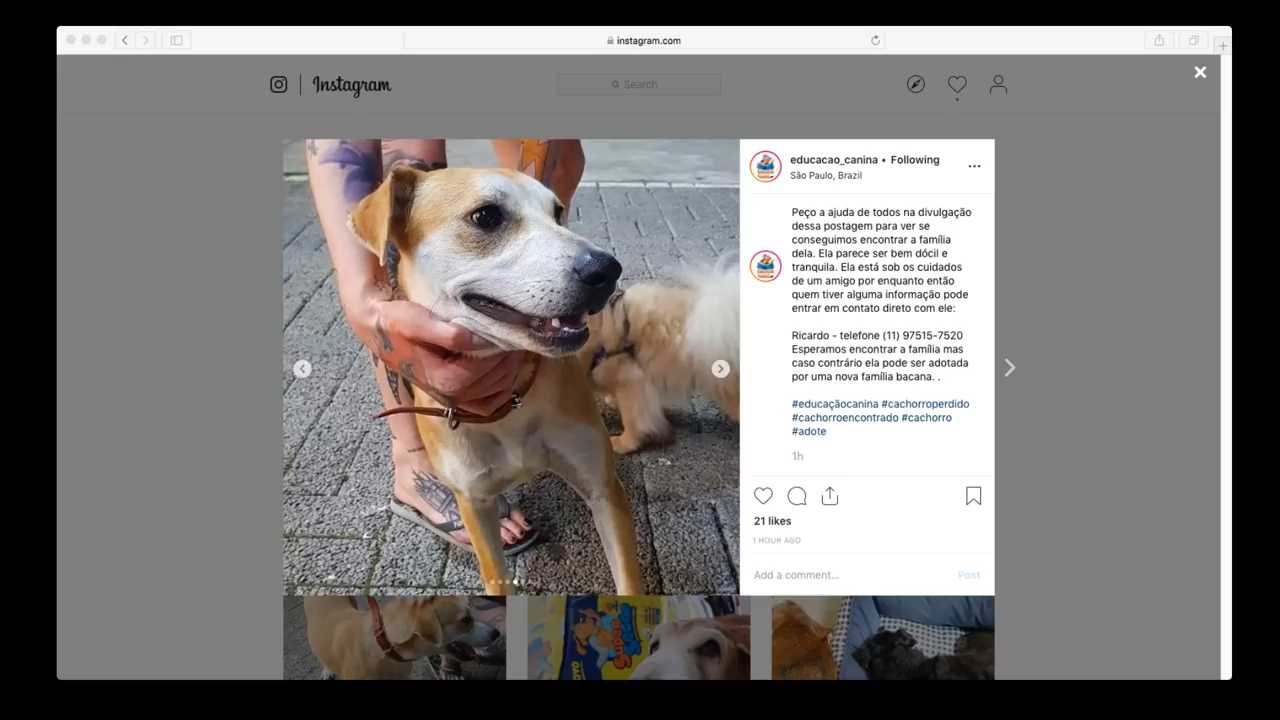 instagram.com
Instagram
Search
educacao_canina • Following
São Paulo, Brazil
Peço a ajuda de todos na divulgação
dessa postagem para ver se
conseguimos encontrar a família
dela. Ela parece ser bem dócil e
tranquila. Ela está sob os cuidados
de um amigo por enquanto então
quem tiver alguma informação pode
entrar em contato direto com ele:
Ricardo - telefone (11) 97515-7520
Esperamos encontrar a família mas
caso contrário ela pode ser adotada
por uma nova família bacana. .
#educaçãocanina #cachorroperdido
#cachorroencontrado #cachorro
#adote
1h
21 likes
1 HOUR AGO
Add a comment...
Post